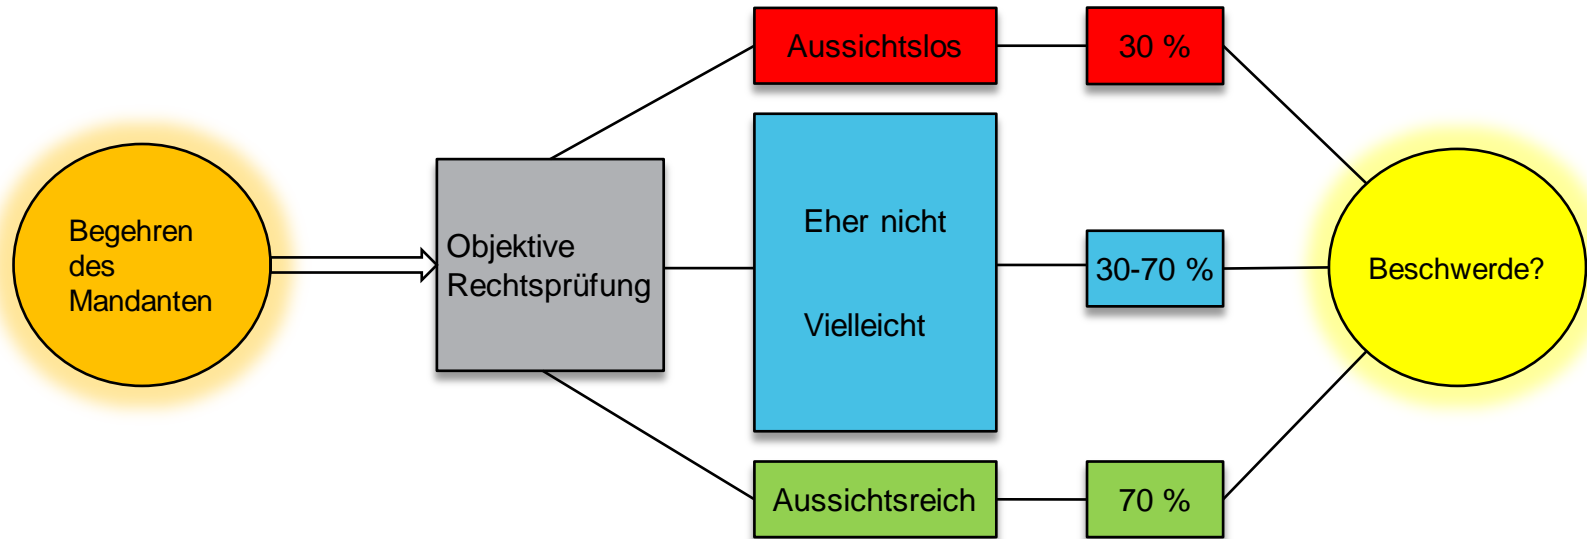 Begehren
des
Mandanten
Objektive
Rechtsprüfung
Aussichtslos
30 %
Eher nicht
Vielleicht
30-70 %
Aussichtsreich
70 %
Beschwerde?